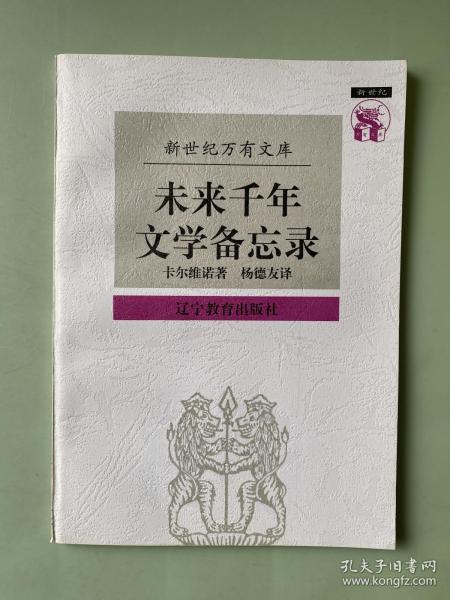 新世纪
新世纪万有文库
未来千年
文学备忘录
卡尔维诺著 杨德友译
辽宁教育出版社
孔夫子旧书网
www.kongfz.com